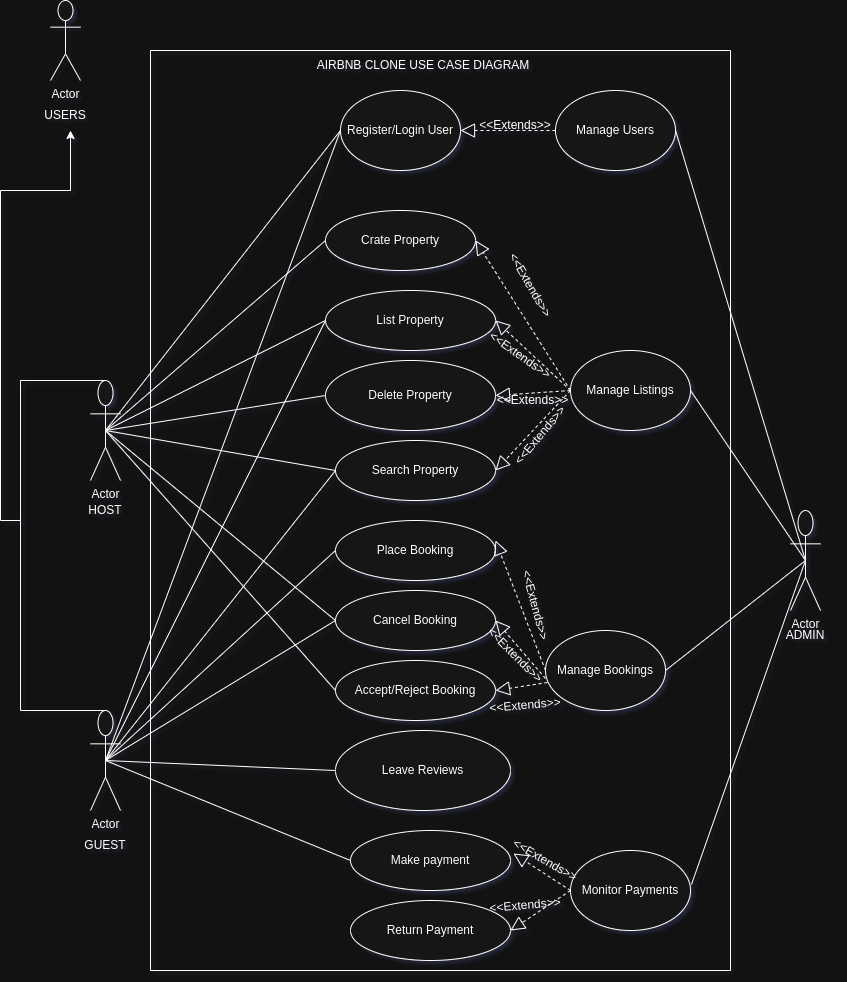 Actor
USERS
AIRBNB CLONE USE CASE DIAGRAM
Register/Login User
<<Extends>>
Manage Users
Crate Property
<<Extends>>
List Property
<<Extends>>
Manage Listings
Delete Property
<<Extends>>
<<Extends>>
Search Property
Actor
HOST
Place Booking
<<Extends>>
Cancel Booking
<<Extends>>
Actor
ADMIN
Manage Bookings
Accept/Reject Booking
<<Extends>>
Leave Reviews
Actor
GUEST
Make payment
<<Extends>>
Monitor Payments
<<Extends>>
Return Payment